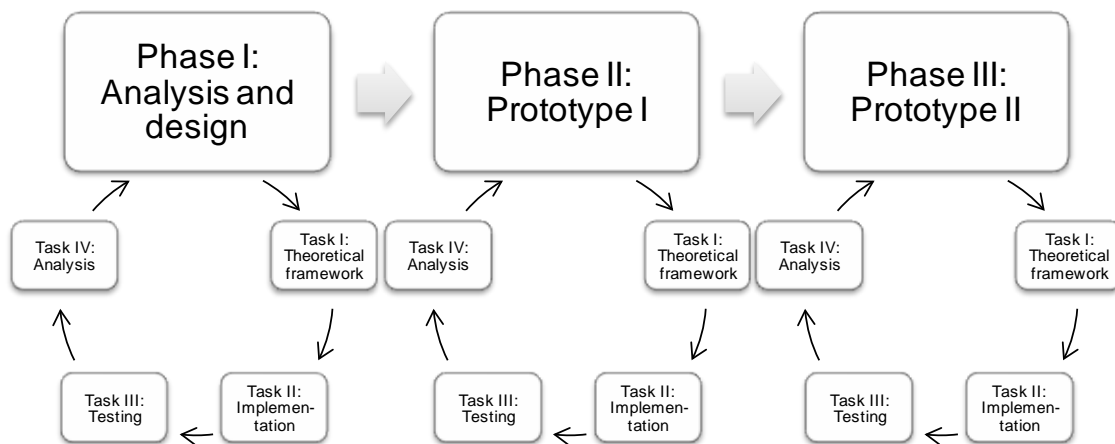 Phase I:
Analysis and
design
Phase II:
Prototype I
Phase III:
Prototype II
Task IV:
Analysis
Task I:
Theoretical
framework
Task IV:
Analysis
Task I:
Theoretical
framework
Task IV:
Analysis
Task I:
Theoretical
framework
Task III:
Testing
Task II:
Implemen-
tation
Task III:
Testing
Task II:
Implemen-
tation
Task III:
Testing
Task II:
Implemen-
tation